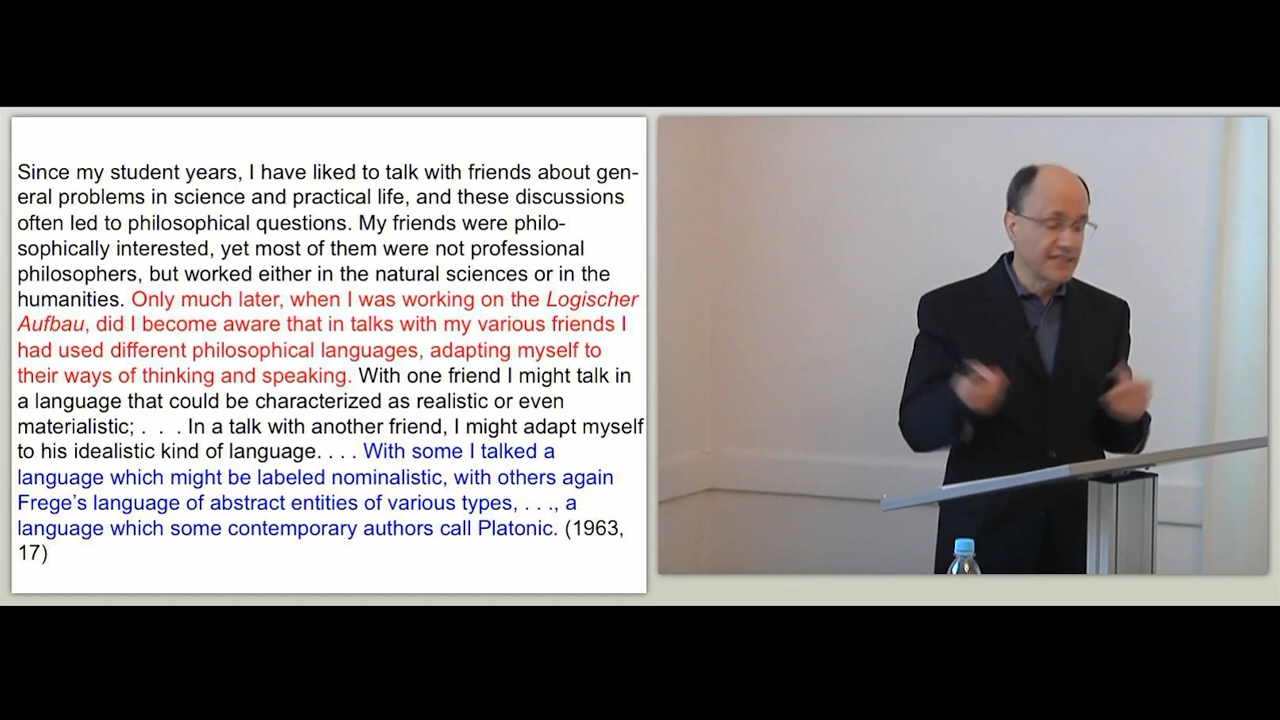 Since my student years, I have liked to talk with friends about gen-
eral problems in science and practical life, and these discussions
often led to philosophical questions. My friends were philo-
sophically interested, yet most of them were not professional
philosophers, but worked either in the natural sciences or in the
humanities. Only much later, when I was working on the Logischer
Aufbau, did I become aware that in talks with my various friends I
had used different philosophical languages, adapting myself to
their ways of thinking and speaking. With one friend I might talk in
a language that could be characterized as realistic or even
materialistic; . . . In a talk with another friend, I might adapt myself
to his idealistic kind of language. . . . With some I talked a
language which might be labeled nominalistic, with others again
Frege's language of abstract entities of various types, . . ., a
language which some contemporary authors call Platonic. (1963,
17)